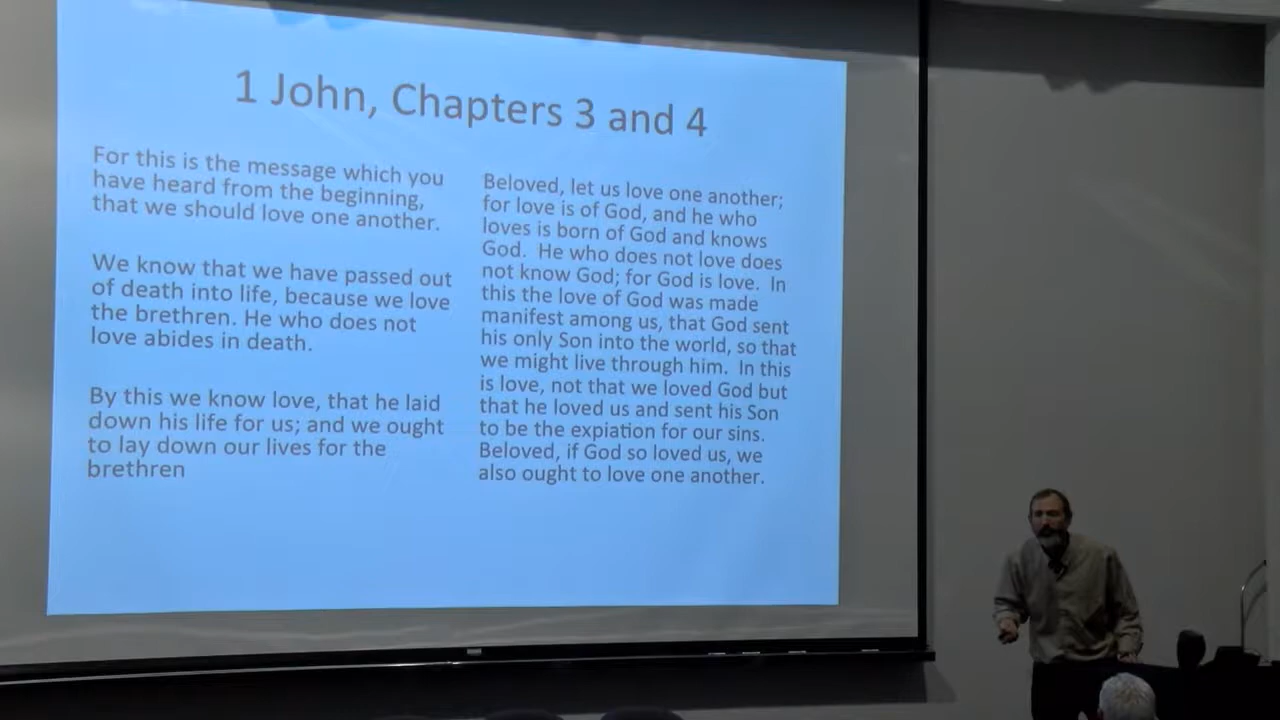 1 John, Chapters 3 and 4
For this is the message which you
have heard from the beginning,
that we should love one another.
We know that we have passed out
of death into life, because we love
the brethren. He who does not
love abides in death.
By this we know love, that he laid
down his life for us; and we ought
to lay down our lives for the
brethren
Beloved, let us love one another;
for love is of God, and he who
loves is born of God and knows
God.  He who does not love does
not know God; for God is love.  In
this the love of God was made
manifest among us, that God sent
his only Son into the world, so that
we might live through him.  In this
is love, not that we loved God but
that he loved us and sent his Son
to be the expiation for our sins.
Beloved, if God so loved us, we
also ought to love one another.